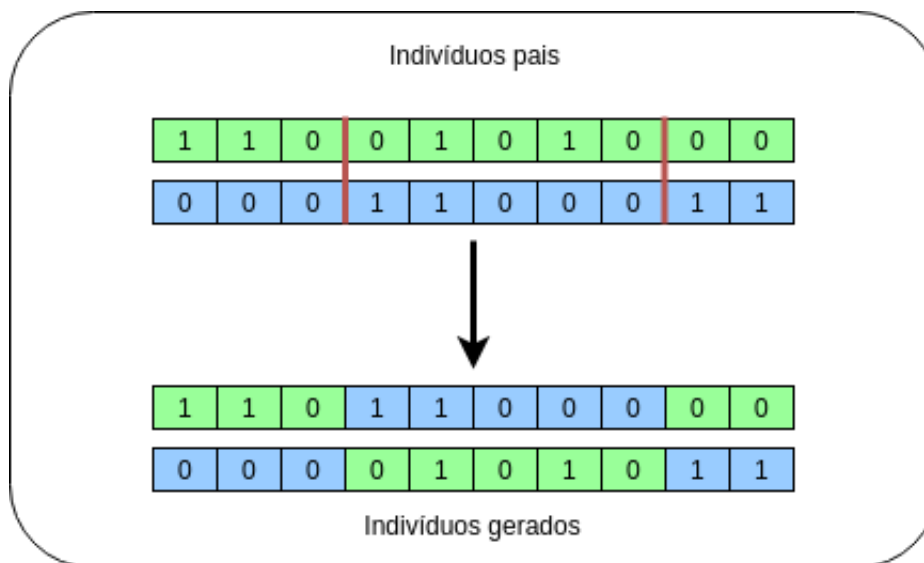 Indivíduos pais
1 1 0 0 1 0 1 0 0 0
0 0 0 1 1 0 0 0 1 1
1 1 0 1 1 0 0 0 0 0
0 0 0 0 1 0 1 0 1 1
Indivíduos gerados